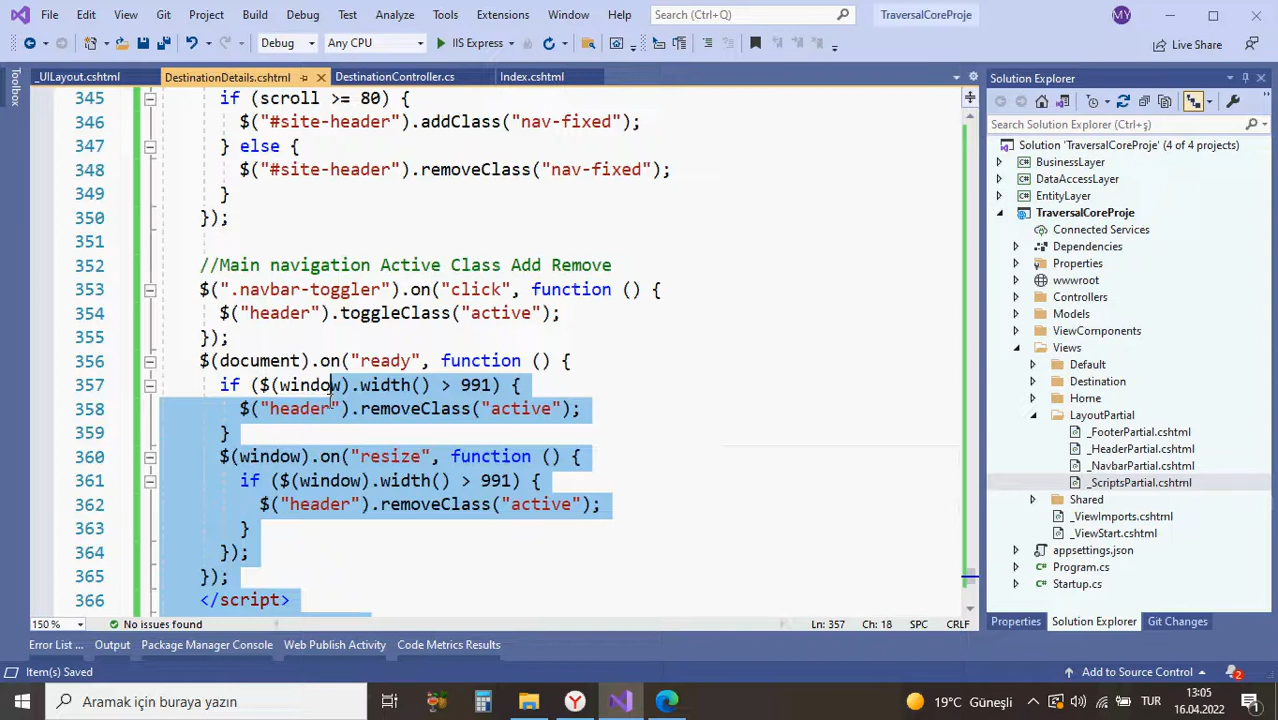 File Edit View Git Project Build Debug Test Analyze Tools Extensions Window Help Search (Ctrl+Q) TraversalCoreProje MY
Debug Any CPU IIS Express Live Share
Toolbox
_UILayout.cshtml DestinationDetails.cshtml DestinationController.cs Index.cshtml
345 if (scroll >= 80) {
346 $("#site-header").addClass("nav-fixed");
347 } else {
348 $("#site-header").removeClass("nav-fixed");
349 }
350 });
351
352 //Main navigation Active Class Add Remove
353 $(".navbar-toggler").on("click", function () {
354 $("header").toggleClass("active");
355 });
356 $(document).on("ready", function () {
357 if ($(window).width() > 991) {
358 $("header").removeClass("active");
359 }
360 $(window).on("resize", function () {
361 if ($(window).width() > 991) {
362 $("header").removeClass("active");
363 }
364 });
365 });
366 </script>
150 % No issues found Ln: 357 Ch: 18 SPC CRLF
Solution Explorer
Search Solution Explorer (Ctrl+ş)
Solution 'TraversalCoreProje' (4 of 4 projects)
BusinessLayer
DataAccessLayer
EntityLayer
TraversalCoreProje
Connected Services
Dependencies
Properties
wwwroot
Controllers
Models
ViewComponents
Views
Default
Destination
Home
LayoutPartial
_FooterPartial.cshtml
_HeaderPartial.cshtml
_NavbarPartial.cshtml
_ScriptsPartial.cshtml
Shared
_ViewImports.cshtml
_ViewStart.cshtml
appsettings.json
Program.cs
Startup.cs
Properties Solution Explorer Git Changes
Error List ... Output Package Manager Console Web Publish Activity Code Metrics Results
Item(s) Saved Add to Source Control 2
Aramak için buraya yazın 19°C Güneşli TUR 13:05
16.04.2022 1